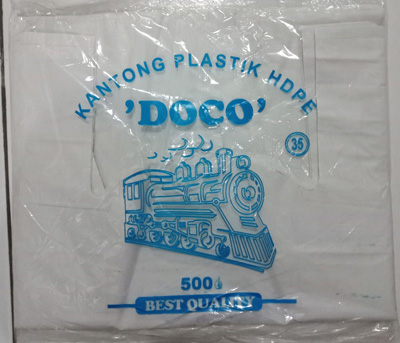 KANTONG PLASTIK HDPE
'DOCO'
35
500
BEST QUALITY